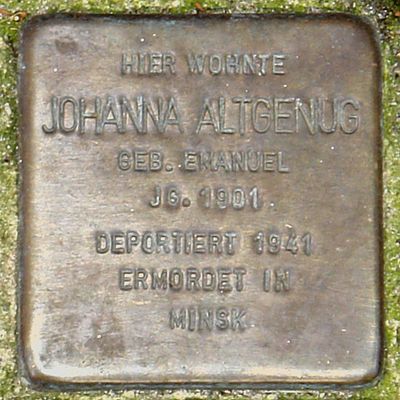 HIER WOHNTE
JOHANNA ALTGENUG
GEB. EMANUEL
JG. 1901
DEPORTIERT 1941
ERMORDET IN
MINSK